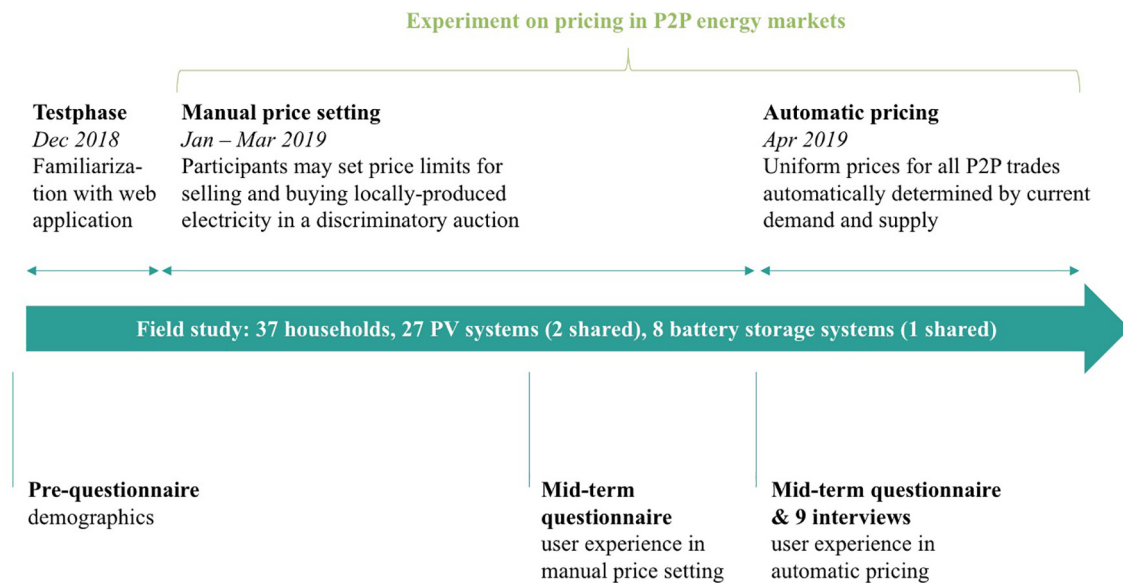 Experiment on pricing in P2P energy markets
Testphase
Dec 2018
Familiariza-
tion with web
application
Manual price setting
Jan – Mar 2019
Participants may set price limits for
selling and buying locally-produced
electricity in a discriminatory auction
Automatic pricing
Apr 2019
Uniform prices for all P2P trades
automatically determined by current
demand and supply
Field study: 37 households, 27 PV systems (2 shared), 8 battery storage systems (1 shared)
Pre-questionnaire
demographics
Mid-term
questionnaire
user experience in
manual price setting
Mid-term questionnaire
& 9 interviews
user experience in
automatic pricing